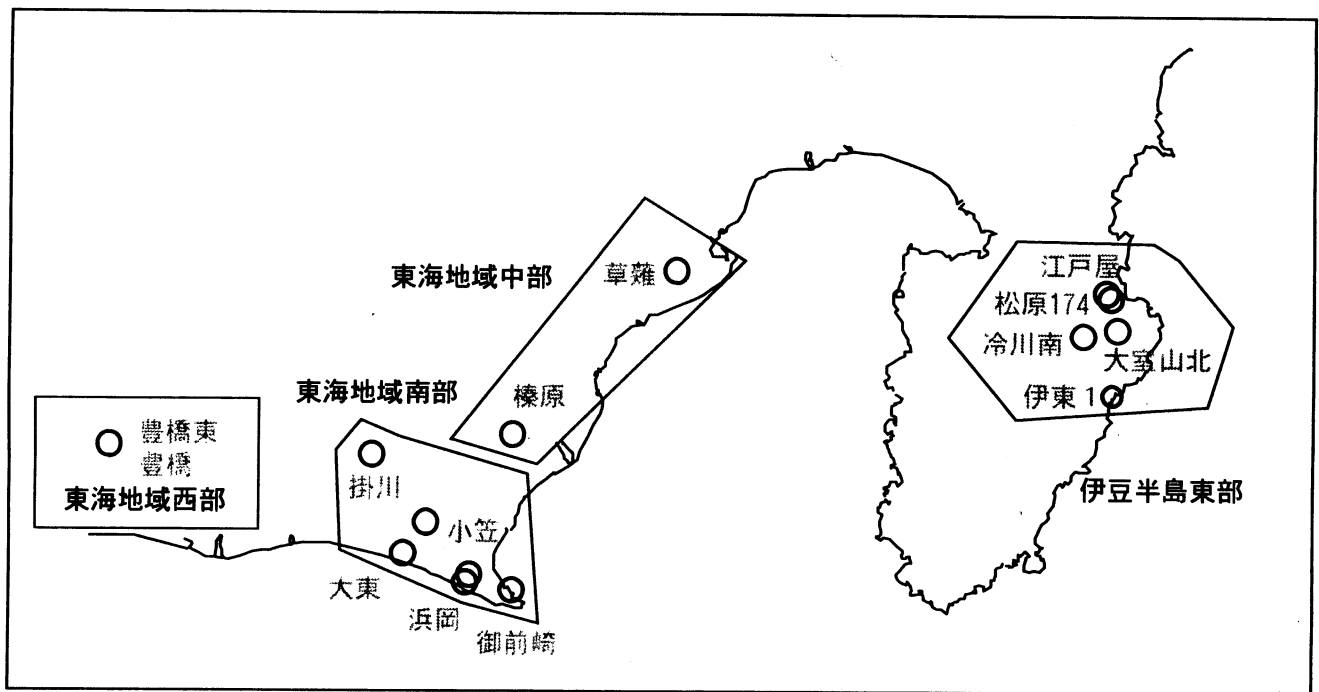 江戸屋
松原174
冷川南
大室山北
伊東1
伊豆半島東部
東海地域中部
草薙
榛原
東海地域南部
掛川
小笠
大東
浜岡
御前崎
豊橋東
豊橋
東海地域西部